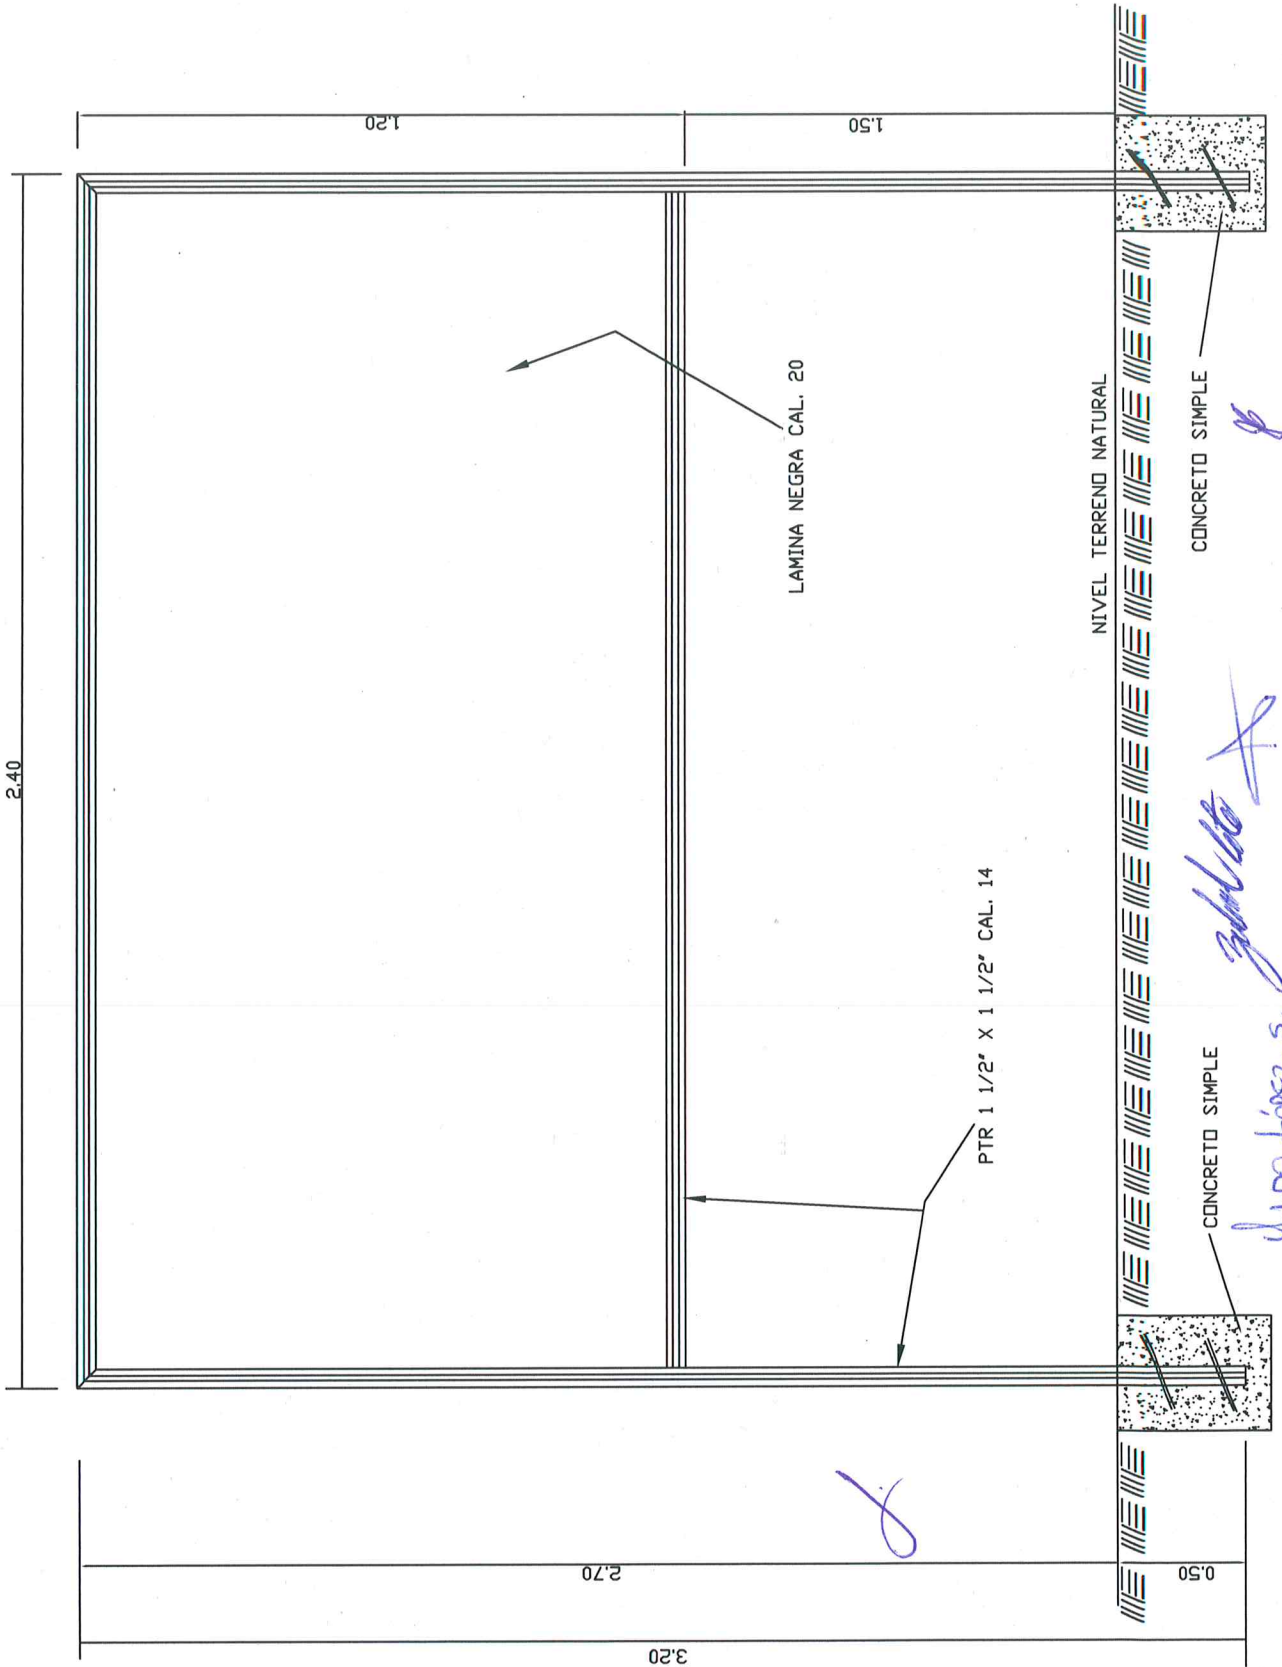 2.40
1.20
1.50
LAMINA NEGRA CAL. 20
PTR 1 1/2" X 1 1/2" CAL. 14
NIVEL TERRENO NATURAL
CONCRETO SIMPLE
CONCRETO SIMPLE
2.70
0.50
3.20
López S.